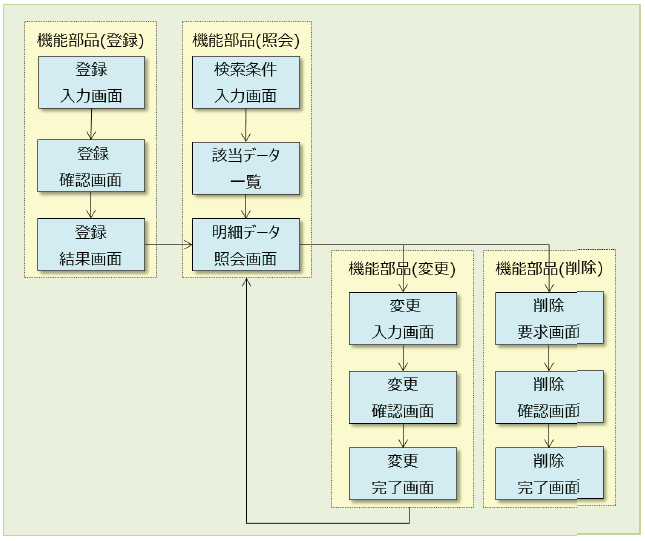 機能部品(登録)
登録
入力画面
登録
確認画面
登録
結果画面
機能部品(照会)
検索条件
入力画面
該当データ
一覧
明細データ
照会画面
機能部品(変更)
変更
入力画面
変更
確認画面
変更
完了画面
機能部品(削除)
削除
要求画面
削除
確認画面
削除
完了画面